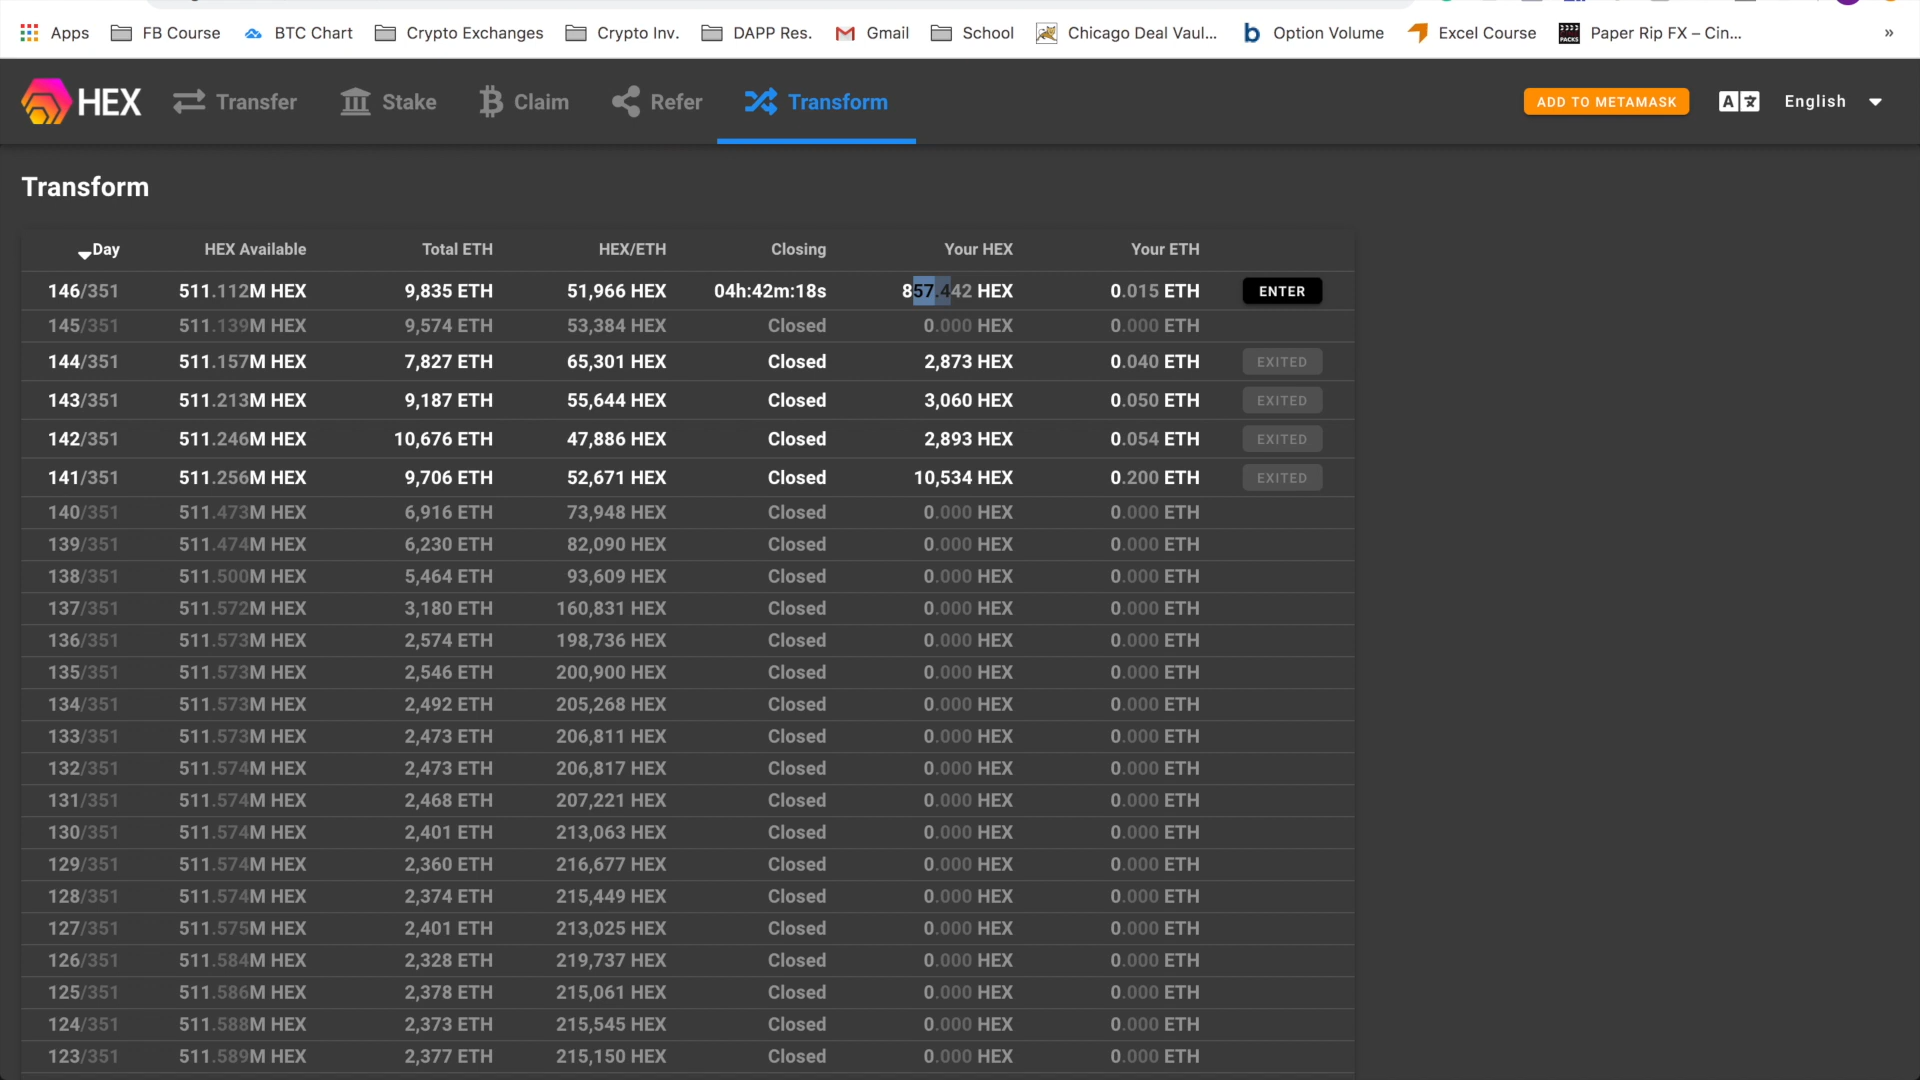 Apps FB Course BTC Chart Crypto Exchanges Crypto Inv. DAPP Res. Gmail School Chicago Deal Vaul... Option Volume Excel Course Paper Rip FX – Cin... »
HEX Transfer Stake Claim Refer Transform ADD TO METAMASK English
Transform
Day HEX Available Total ETH HEX/ETH Closing Your HEX Your ETH
146/351 511.112M HEX 9,835 ETH 51,966 HEX 04h:42m:18s 857.442 HEX 0.015 ETH ENTER
145/351 511.139M HEX 9,574 ETH 53,384 HEX Closed 0.000 HEX 0.000 ETH
144/351 511.157M HEX 7,827 ETH 65,301 HEX Closed 2,873 HEX 0.040 ETH EXITED
143/351 511.213M HEX 9,187 ETH 55,644 HEX Closed 3,060 HEX 0.050 ETH EXITED
142/351 511.246M HEX 10,676 ETH 47,886 HEX Closed 2,893 HEX 0.054 ETH EXITED
141/351 511.256M HEX 9,706 ETH 52,671 HEX Closed 10,534 HEX 0.200 ETH EXITED
140/351 511.473M HEX 6,916 ETH 73,948 HEX Closed 0.000 HEX 0.000 ETH
139/351 511.474M HEX 6,230 ETH 82,090 HEX Closed 0.000 HEX 0.000 ETH
138/351 511.500M HEX 5,464 ETH 93,609 HEX Closed 0.000 HEX 0.000 ETH
137/351 511.572M HEX 3,180 ETH 160,831 HEX Closed 0.000 HEX 0.000 ETH
136/351 511.573M HEX 2,574 ETH 198,736 HEX Closed 0.000 HEX 0.000 ETH
135/351 511.573M HEX 2,546 ETH 200,900 HEX Closed 0.000 HEX 0.000 ETH
134/351 511.573M HEX 2,492 ETH 205,268 HEX Closed 0.000 HEX 0.000 ETH
133/351 511.573M HEX 2,473 ETH 206,811 HEX Closed 0.000 HEX 0.000 ETH
132/351 511.574M HEX 2,473 ETH 206,817 HEX Closed 0.000 HEX 0.000 ETH
131/351 511.574M HEX 2,468 ETH 207,221 HEX Closed 0.000 HEX 0.000 ETH
130/351 511.574M HEX 2,401 ETH 213,063 HEX Closed 0.000 HEX 0.000 ETH
129/351 511.574M HEX 2,360 ETH 216,677 HEX Closed 0.000 HEX 0.000 ETH
128/351 511.574M HEX 2,374 ETH 215,449 HEX Closed 0.000 HEX 0.000 ETH
127/351 511.575M HEX 2,401 ETH 213,025 HEX Closed 0.000 HEX 0.000 ETH
126/351 511.584M HEX 2,328 ETH 219,737 HEX Closed 0.000 HEX 0.000 ETH
125/351 511.586M HEX 2,378 ETH 215,061 HEX Closed 0.000 HEX 0.000 ETH
124/351 511.588M HEX 2,373 ETH 215,545 HEX Closed 0.000 HEX 0.000 ETH
123/351 511.589M HEX 2,377 ETH 215,150 HEX Closed 0.000 HEX 0.000 ETH